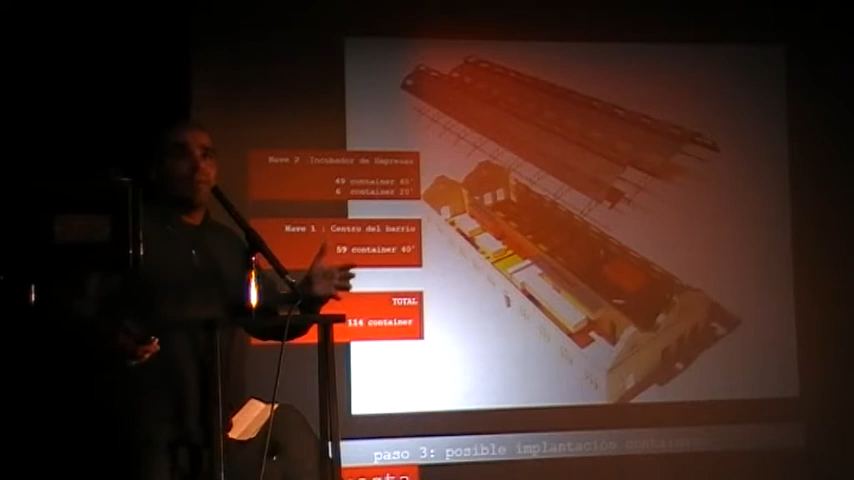 Nave 2 Incubador de Empresas
49 container 40'
6 container 20'
Nave 1 : Centro del barrio
59 container 40'
TOTAL
114 container
paso 3: posible implantación